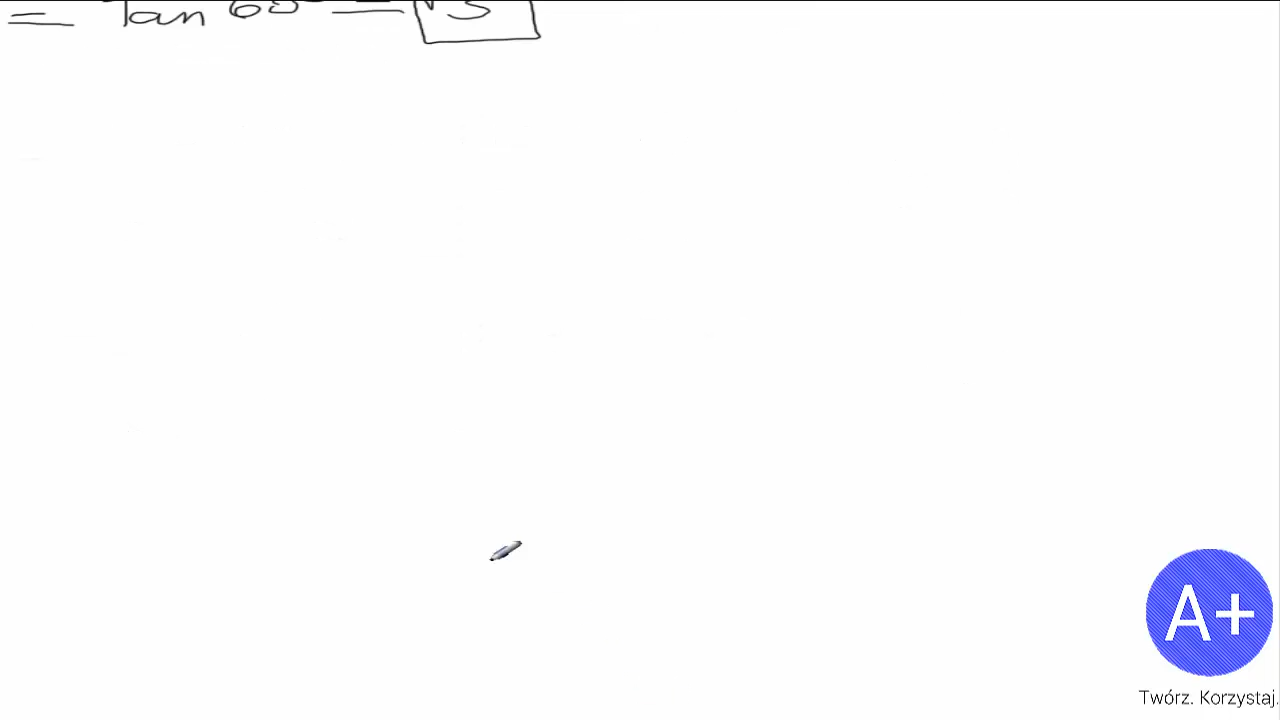 = Tan 60° = √3
A+
Twórz. Korzystaj.